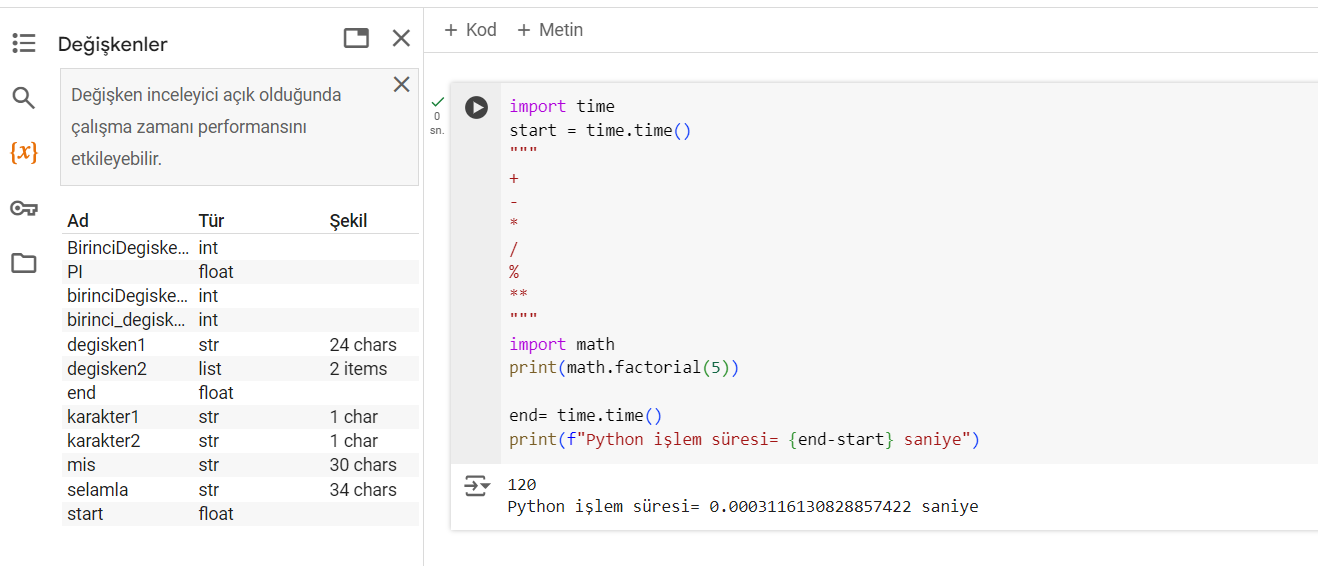 Değişkenler
Değişken inceleyici açık olduğunda
çalışma zamanı performansını
etkileyebilir.
Ad Tür Şekil
BirinciDegiske... int
PI float
birinciDegiske... int
birinci_degisk... int
degisken1 str 24 chars
degisken2 list 2 items
end float
karakter1 str 1 char
karakter2 str 1 char
mis str 30 chars
selamla str 34 chars
start float
+ Kod + Metin
0
sn.
import time
start = time.time()
"""
+
-
*
/
%
**
"""
import math
print(math.factorial(5))
end= time.time()
print(f"Python işlem süresi= {end-start} saniye")
120
Python işlem süresi= 0.0003116130828857422 saniye